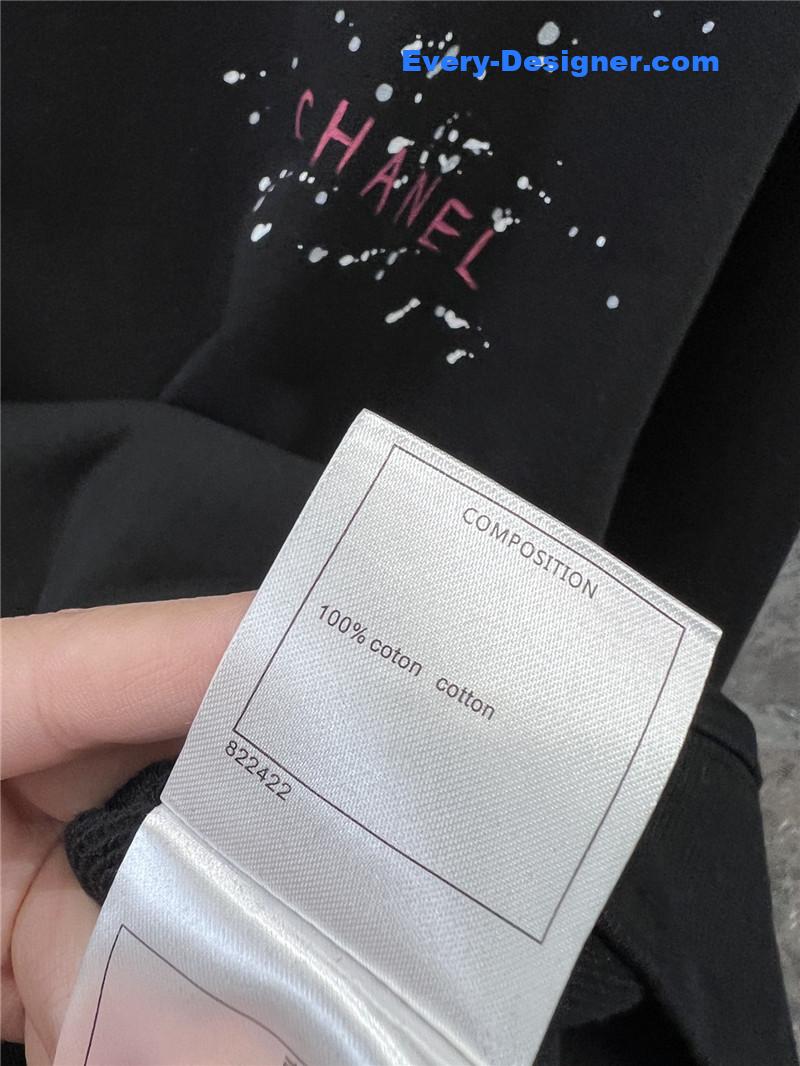 Every-Designer.com
CHANEL
COMPOSITION
100% coton cotton
822422